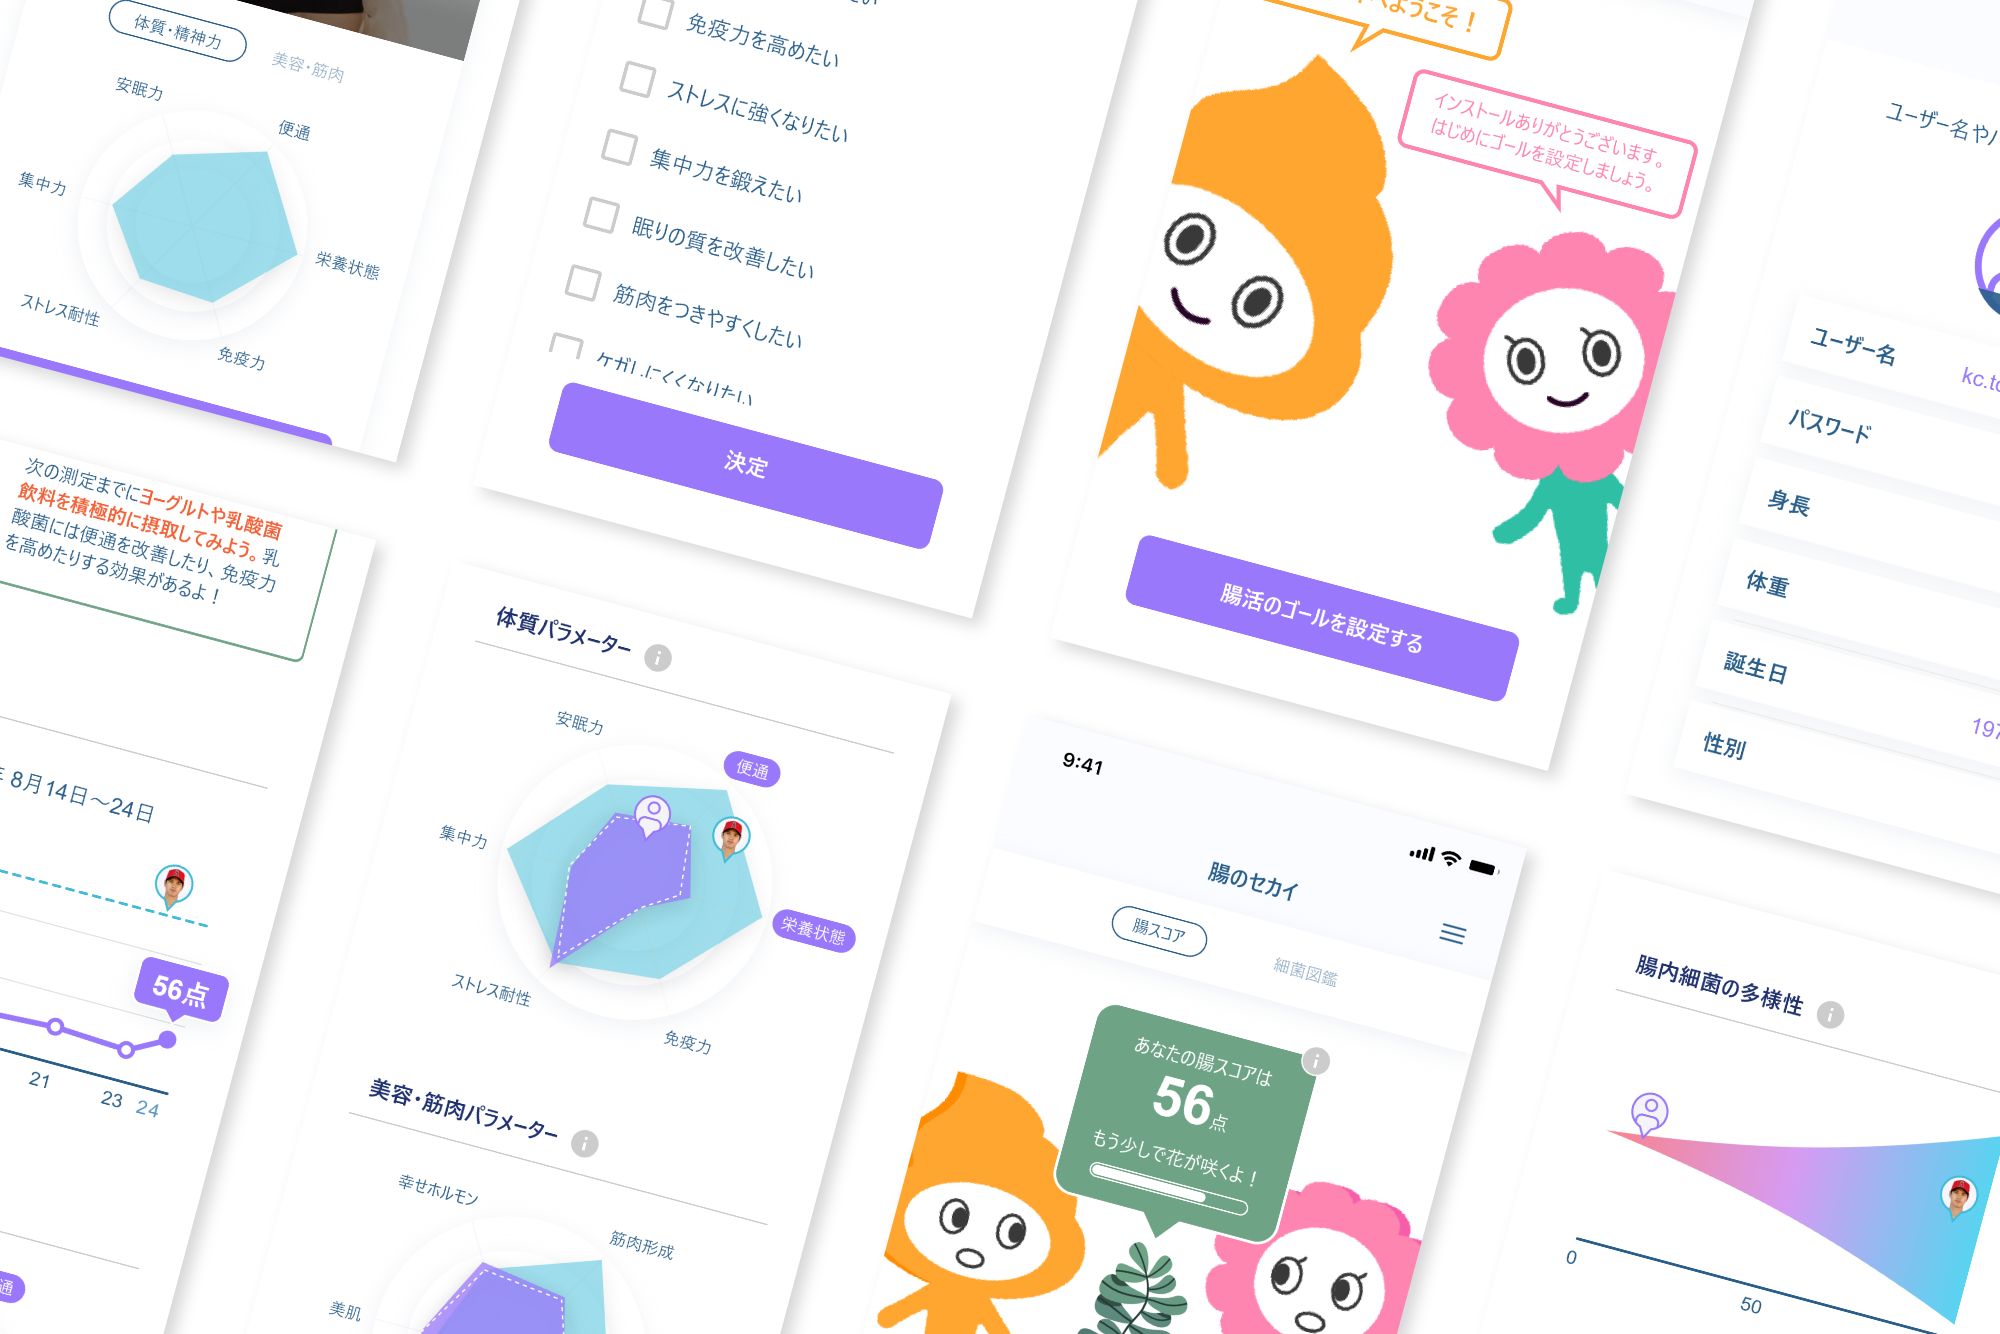 体質・精神力
美容・筋肉
安眠力
便通
集中力
栄養状態
ストレス耐性
免疫力
免疫力を高めたい
ストレスに強くなりたい
集中力を鍛えたい
眠りの質を改善したい
筋肉をつきやすくしたい
ケガしにくくなりたい
決定
へようこそ！
インストールありがとうございます。
はじめにゴールを設定しましょう。
腸活のゴールを設定する
ユーザー名や
ユーザー名
kc.to
パスワード
身長
体重
誕生日
197
性別
次の測定までにヨーグルトや乳酸菌
飲料を積極的に摂取してみよう。乳
酸菌には便通を改善したり、免疫力
を高めたりする効果があるよ！
8月14日〜24日
56点
21
23
24
通
体質パラメーター
i
安眠力
便通
集中力
栄養状態
ストレス耐性
免疫力
美容・筋肉パラメーター
i
幸せホルモン
筋肉形成
美肌
9:41
腸のセカイ
腸スコア
細菌図鑑
あなたの腸スコアは
i
56点
もう少しで花が咲くよ！
腸内細菌の多様性
i
0
50